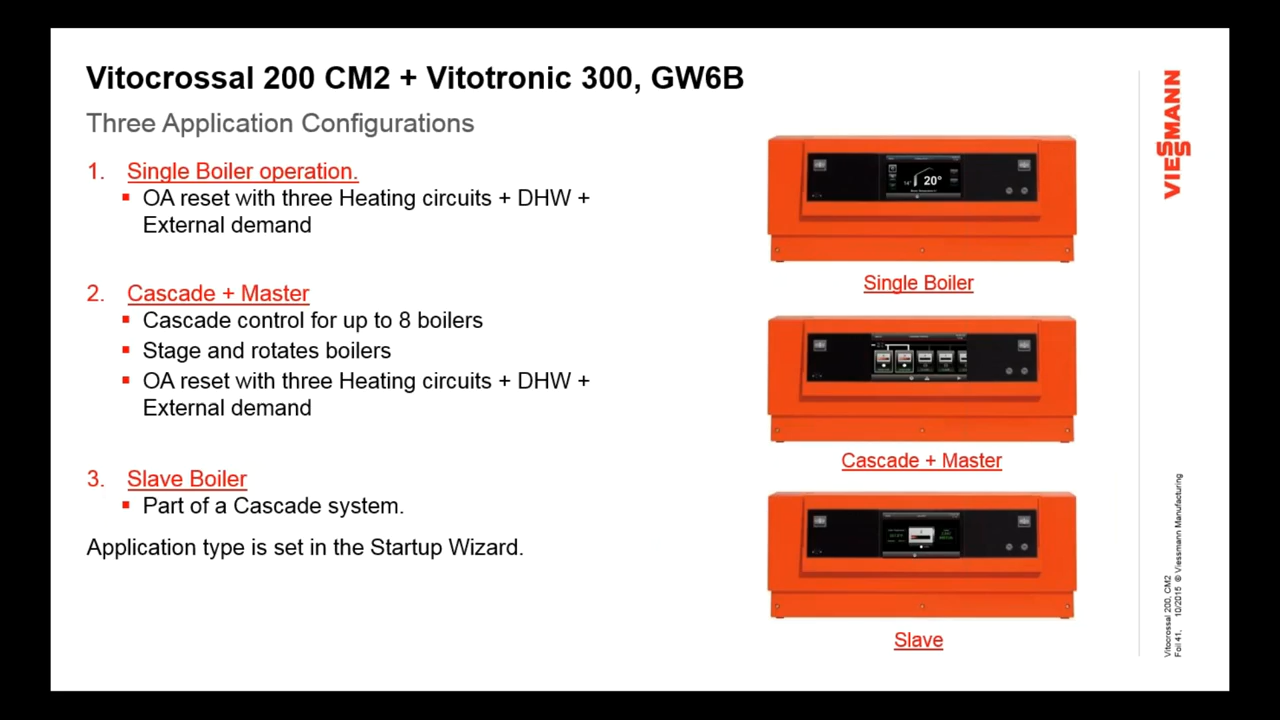 Vitocrossal 200 CM2 + Vitotronic 300, GW6B
Three Application Configurations
1. Single Boiler operation.
▪ OA reset with three Heating circuits + DHW +
External demand
2. Cascade + Master
▪ Cascade control for up to 8 boilers
▪ Stage and rotates boilers
▪ OA reset with three Heating circuits + DHW +
External demand
3. Slave Boiler
▪ Part of a Cascade system.
Application type is set in the Startup Wizard.
14°
20°
Single Boiler
Cascade + Master
Slave
VIESSMANN
Vitocrossal 200, CM2
Foil 41, 10/2015 © Viessmann Manufacturing